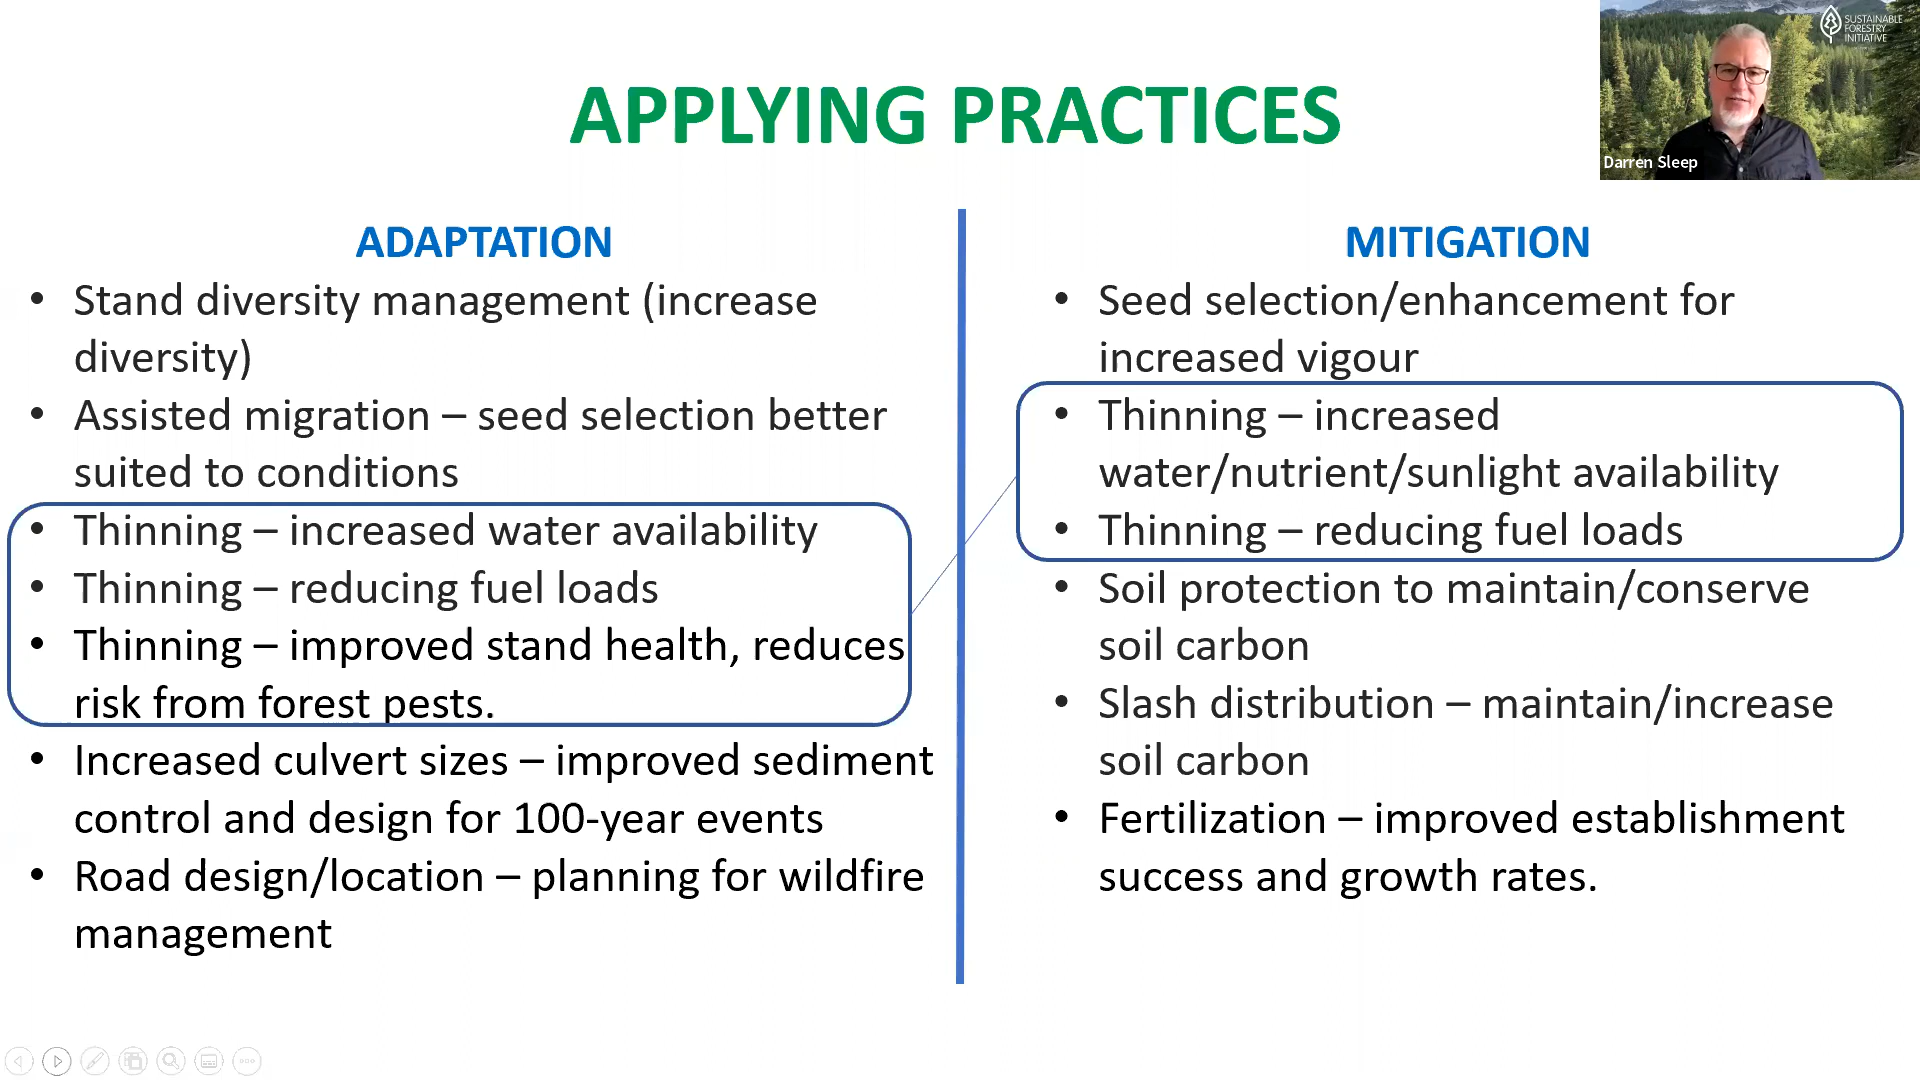 APPLYING PRACTICES
SUSTAINABLE
FORESTRY
INITIATIVE
Darren Sleep
ADAPTATION
• Stand diversity management (increase
diversity)
• Assisted migration – seed selection better
suited to conditions
• Thinning – increased water availability
• Thinning – reducing fuel loads
• Thinning – improved stand health, reduces
risk from forest pests.
• Increased culvert sizes – improved sediment
control and design for 100-year events
• Road design/location – planning for wildfire
management
MITIGATION
• Seed selection/enhancement for
increased vigour
• Thinning – increased
water/nutrient/sunlight availability
• Thinning – reducing fuel loads
• Soil protection to maintain/conserve
soil carbon
• Slash distribution – maintain/increase
soil carbon
• Fertilization – improved establishment
success and growth rates.